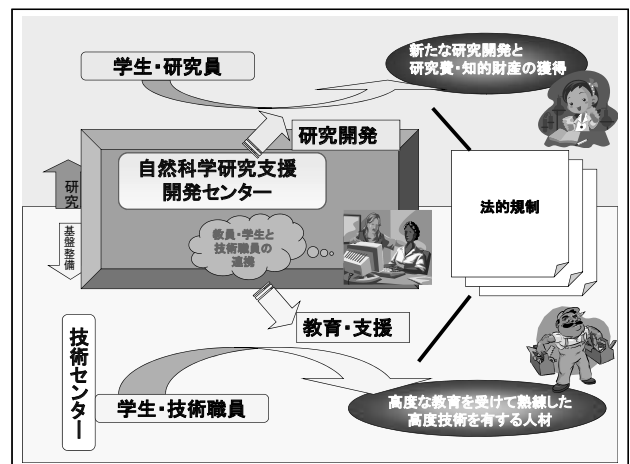 学生・研究員
新たな研究開発と
研究費・知的財産の獲得
研究開発
自然科学研究支援
開発センター
研究
基盤整備
教員・学生と
技術職員の
連携
法的規制
教育・支援
技術センター
学生・技術職員
高度な教育を受けて熟練した
高度技術を有する人材